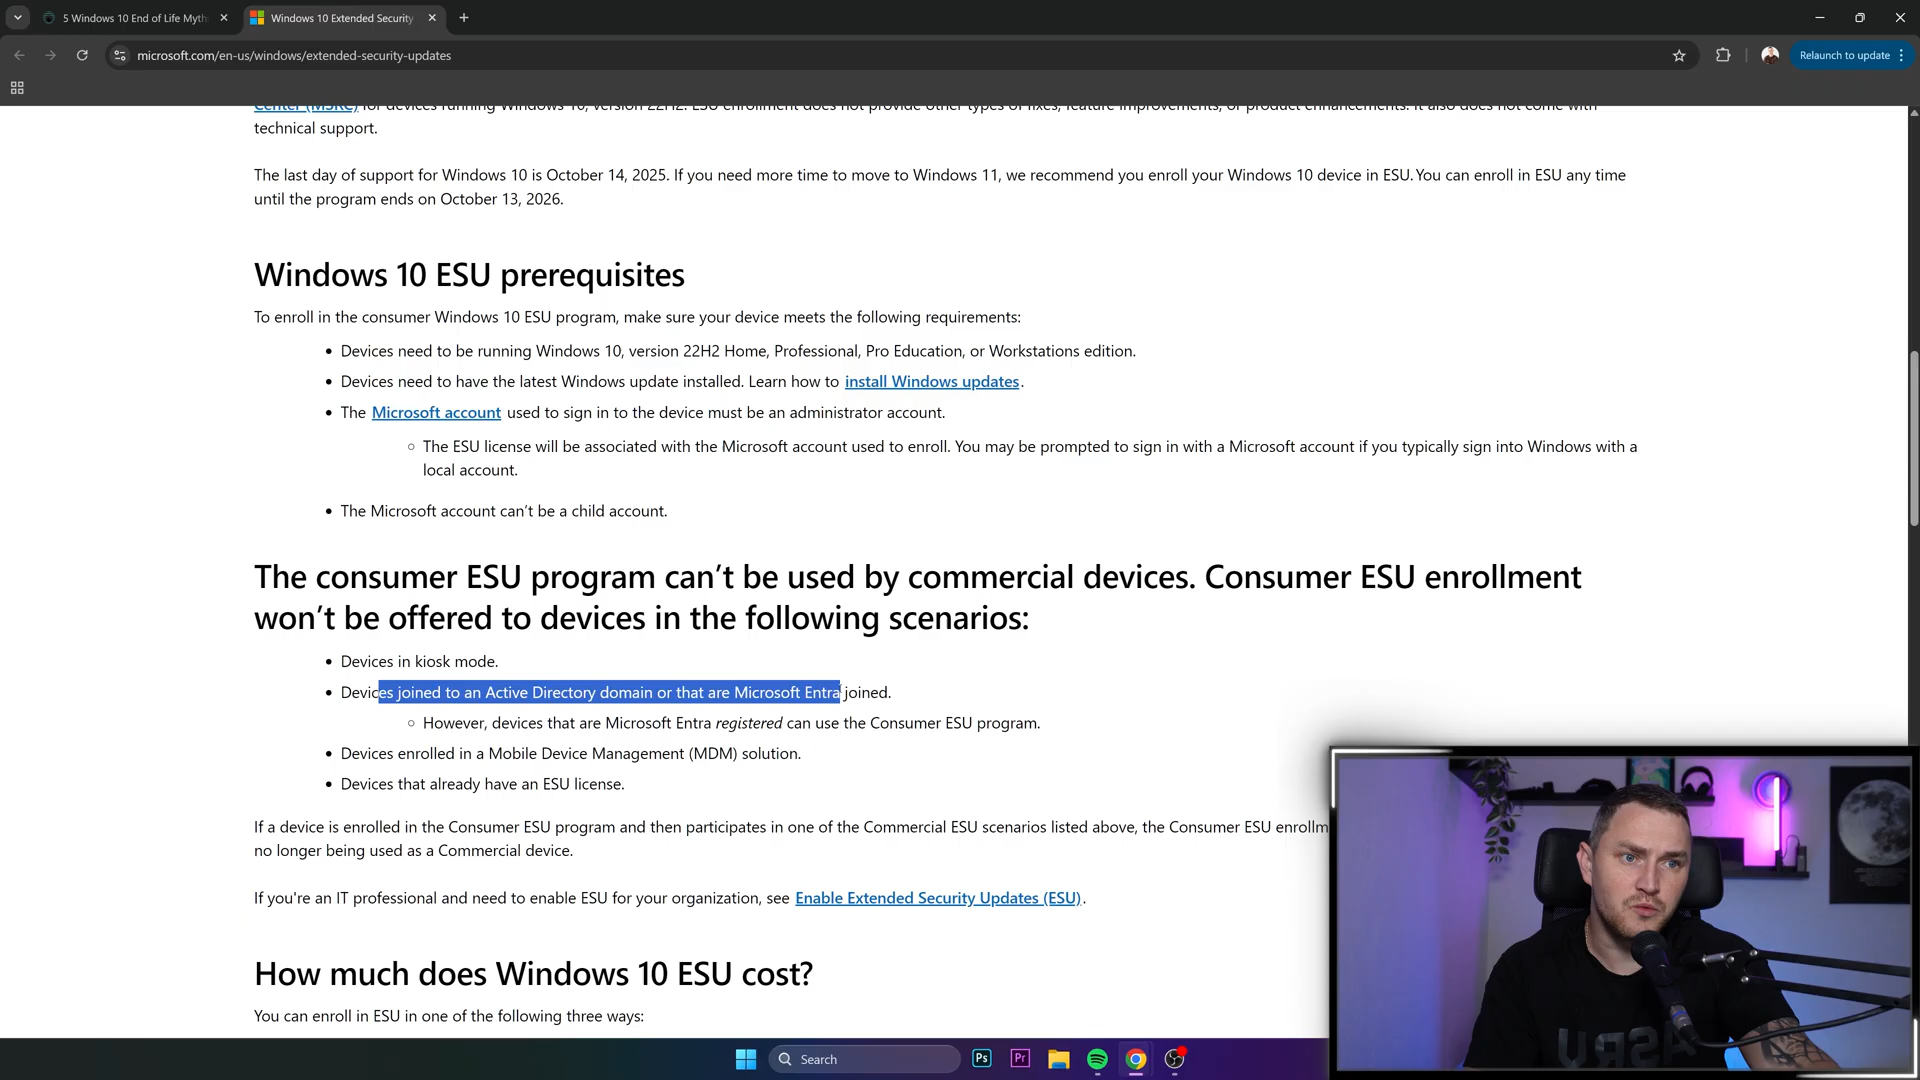 5 Windows 10 End of Life Myth
Windows 10 Extended Security
microsoft.com/en-us/windows/extended-security-updates
Relaunch to update
Center (MSRC) for devices running Windows 10, version 22H2. ESU enrollment does not provide other types of fixes, feature improvements, or product enhancements. It also does not come with
technical support.
The last day of support for Windows 10 is October 14, 2025. If you need more time to move to Windows 11, we recommend you enroll your Windows 10 device in ESU. You can enroll in ESU any time
until the program ends on October 13, 2026.
Windows 10 ESU prerequisites
To enroll in the consumer Windows 10 ESU program, make sure your device meets the following requirements:
• Devices need to be running Windows 10, version 22H2 Home, Professional, Pro Education, or Workstations edition.
• Devices need to have the latest Windows update installed. Learn how to install Windows updates.
• The Microsoft account used to sign in to the device must be an administrator account.
○ The ESU license will be associated with the Microsoft account used to enroll. You may be prompted to sign in with a Microsoft account if you typically sign into Windows with a
local account.
• The Microsoft account can't be a child account.
The consumer ESU program can't be used by commercial devices. Consumer ESU enrollment
won't be offered to devices in the following scenarios:
• Devices in kiosk mode.
• Devices joined to an Active Directory domain or that are Microsoft Entra joined.
○ However, devices that are Microsoft Entra registered can use the Consumer ESU program.
• Devices enrolled in a Mobile Device Management (MDM) solution.
• Devices that already have an ESU license.
If a device is enrolled in the Consumer ESU program and then participates in one of the Commercial ESU scenarios listed above, the Consumer ESU enrollm
no longer being used as a Commercial device.
If you're an IT professional and need to enable ESU for your organization, see Enable Extended Security Updates (ESU).
How much does Windows 10 ESU cost?
You can enroll in ESU in one of the following three ways:
Search
Ps
Pr